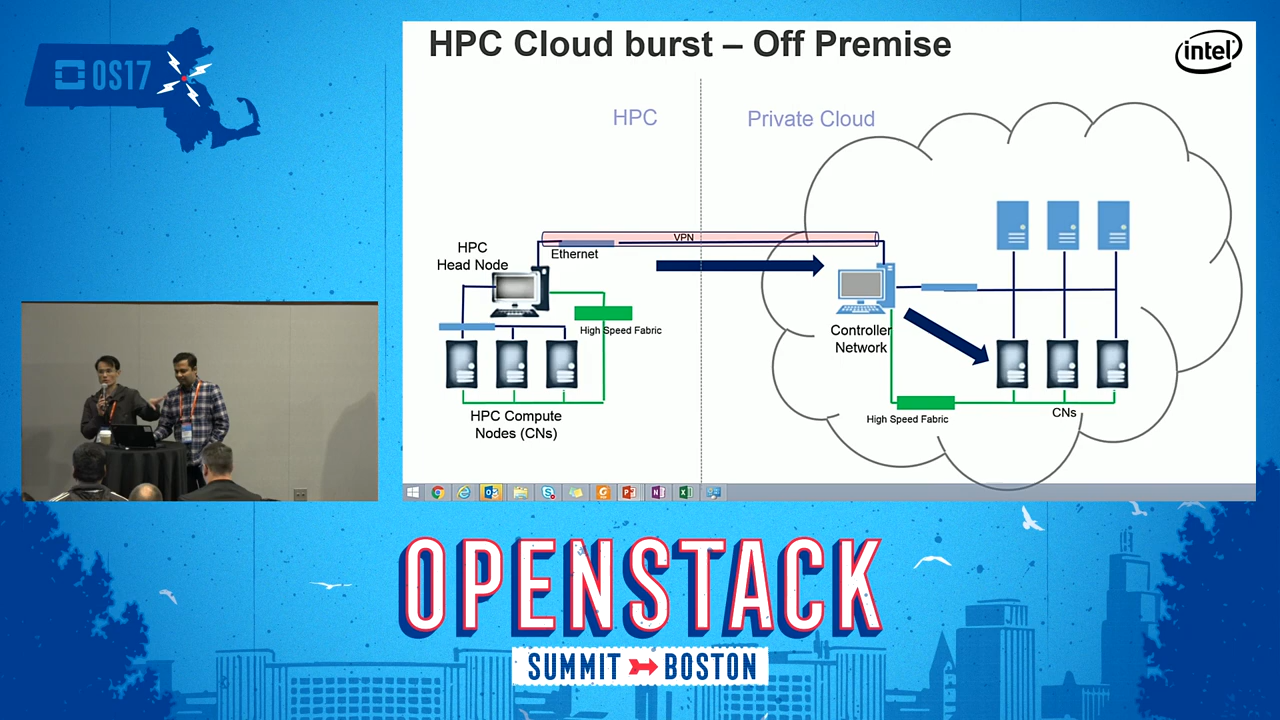 OS17
HPC Cloud burst – Off Premise
intel
HPC
Private Cloud
VPN
HPC
Head Node
Ethernet
High Speed Fabric
Controller
Network
HPC Compute
Nodes (CNs)
High Speed Fabric
CNs
OPENSTACK
SUMMIT BOSTON